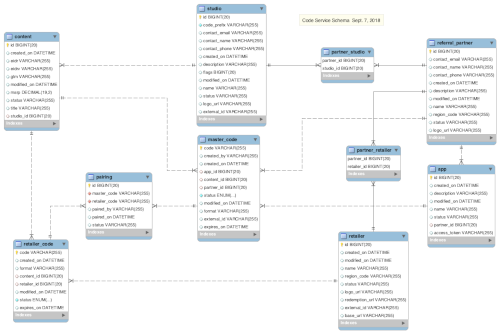 Code Service Schema Sept. 7, 2018
content
id BIGINT(20)
created_on DATETIME
eidr VARCHAR(255)
eisbn VARCHAR(255)
gtin VARCHAR(255)
modified_on DATETIME
msrp DECIMAL(19,2)
status VARCHAR(255)
title VARCHAR(255)
studio_id BIGINT(20)
Indexes
studio
id BIGINT(20)
code_prefix VARCHAR(255)
contact_email VARCHAR(255)
contact_name VARCHAR(255)
contact_phone VARCHAR(255)
created_on DATETIME
description VARCHAR(255)
flags BIGINT(20)
modified_on DATETIME
name VARCHAR(255)
status VARCHAR(255)
logo_url VARCHAR(255)
external_id VARCHAR(255)
Indexes
partner_studio
partner_id BIGINT(20)
studio_id BIGINT(20)
Indexes
referral_partner
id BIGINT(20)
contact_email VARCHAR(255)
contact_name VARCHAR(255)
contact_phone VARCHAR(255)
created_on DATETIME
description VARCHAR(255)
modified_on DATETIME
name VARCHAR(255)
region_code VARCHAR(255)
status VARCHAR(255)
logo_url VARCHAR(255)
Indexes
master_code
code VARCHAR(255)
created_by VARCHAR(255)
created_on DATETIME
app_id BIGINT(20)
content_id BIGINT(20)
partner_id BIGINT(20)
status ENUM(...)
modified_on DATETIME
format VARCHAR(255)
external_id VARCHAR(255)
expires_on DATETIME
Indexes
partner_retailer
partner_id BIGINT(20)
retailer_id BIGINT(20)
Indexes
pairing
id BIGINT(20)
master_code VARCHAR(255)
retailer_code VARCHAR(255)
paired_by VARCHAR(255)
paired_on DATETIME
status VARCHAR(255)
Indexes
app
id BIGINT(20)
created_on DATETIME
description VARCHAR(255)
modified_on DATETIME
name VARCHAR(255)
status VARCHAR(255)
partner_id BIGINT(20)
access_token VARCHAR(255)
Indexes
retailer_code
code VARCHAR(255)
created_on DATETIME
format VARCHAR(255)
content_id BIGINT(20)
retailer_id BIGINT(20)
modified_on DATETIME
status ENUM(...)
expires_on DATETIME
Indexes
retailer
id BIGINT(20)
created_on DATETIME
modified_on DATETIME
name VARCHAR(255)
region_code VARCHAR(255)
status VARCHAR(255)
logo_url VARCHAR(255)
redemption_url VARCHAR(255)
external_id VARCHAR(255)
base_url VARCHAR(255)
Indexes